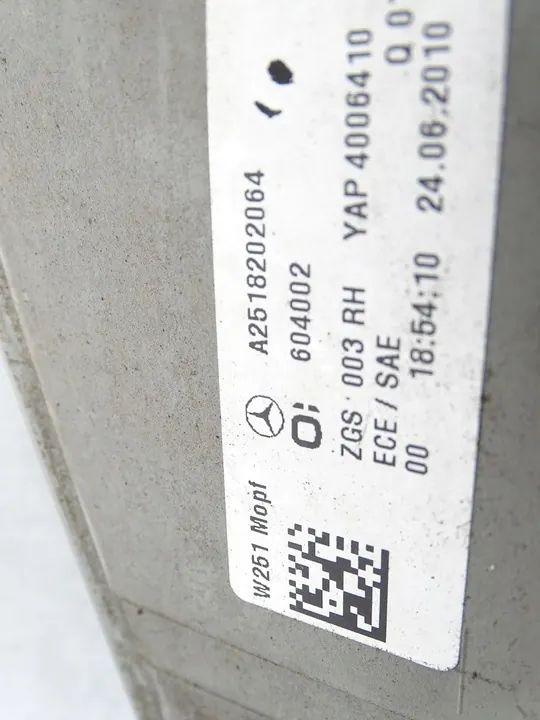 W251 Mopf
A2518202064
604002
ZGS: 003 RH YAP 4006410
ECE / SAE Q 0
00 18:54:10 24.06.2010